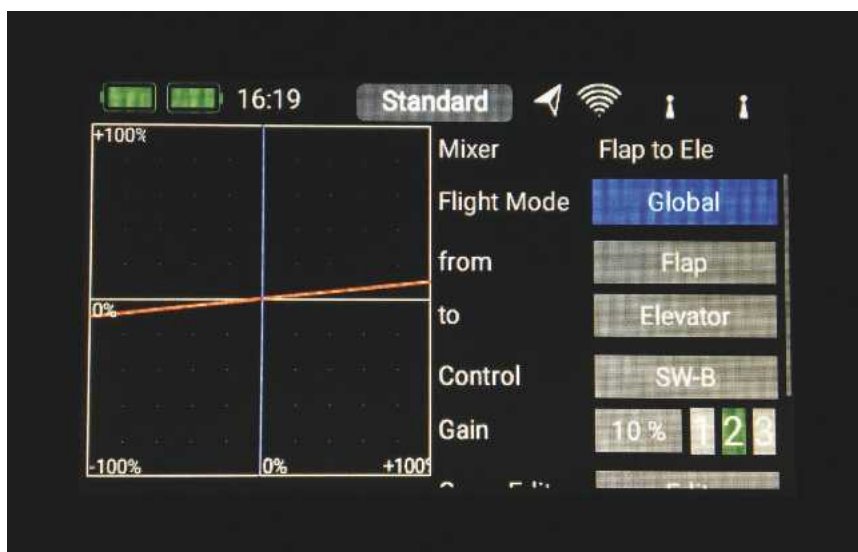 16:19 Standard
+100%
Mixer Flap to Ele
Flight Mode Global
from Flap
0%
to Elevator
Control SW-B
Gain 10 % 1 2 3
-100% 0% +100%